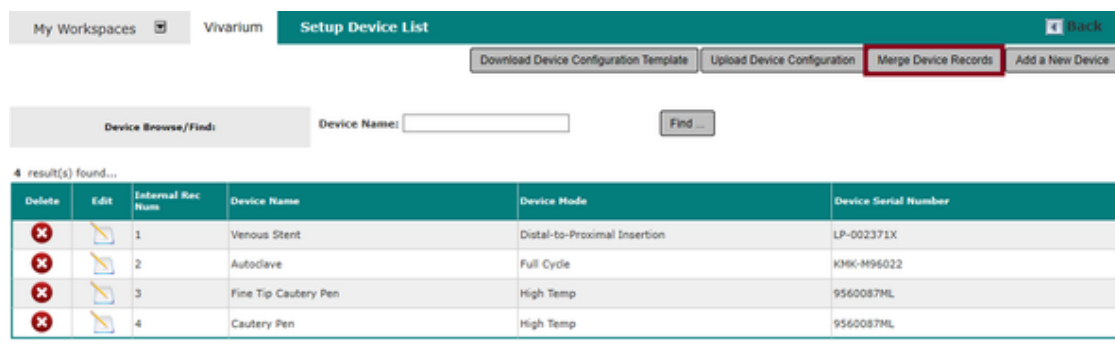 My Workspaces Vivarium Setup Device List Back
Download Device Configuration Template Upload Device Configuration Merge Device Records Add a New Device
Device Browse/Find: Device Name: Find ...
4 result(s) found...
Delete Edit Internal Rec Num Device Name Device Mode Device Serial Number
1 Venous Stent Distal-to-Proximal Insertion LP-002371X
2 Autoclave Full Cycle KMK-M96022
3 Fine Tip Cautery Pen High Temp 9560087ML
4 Cautery Pen High Temp 9560087ML